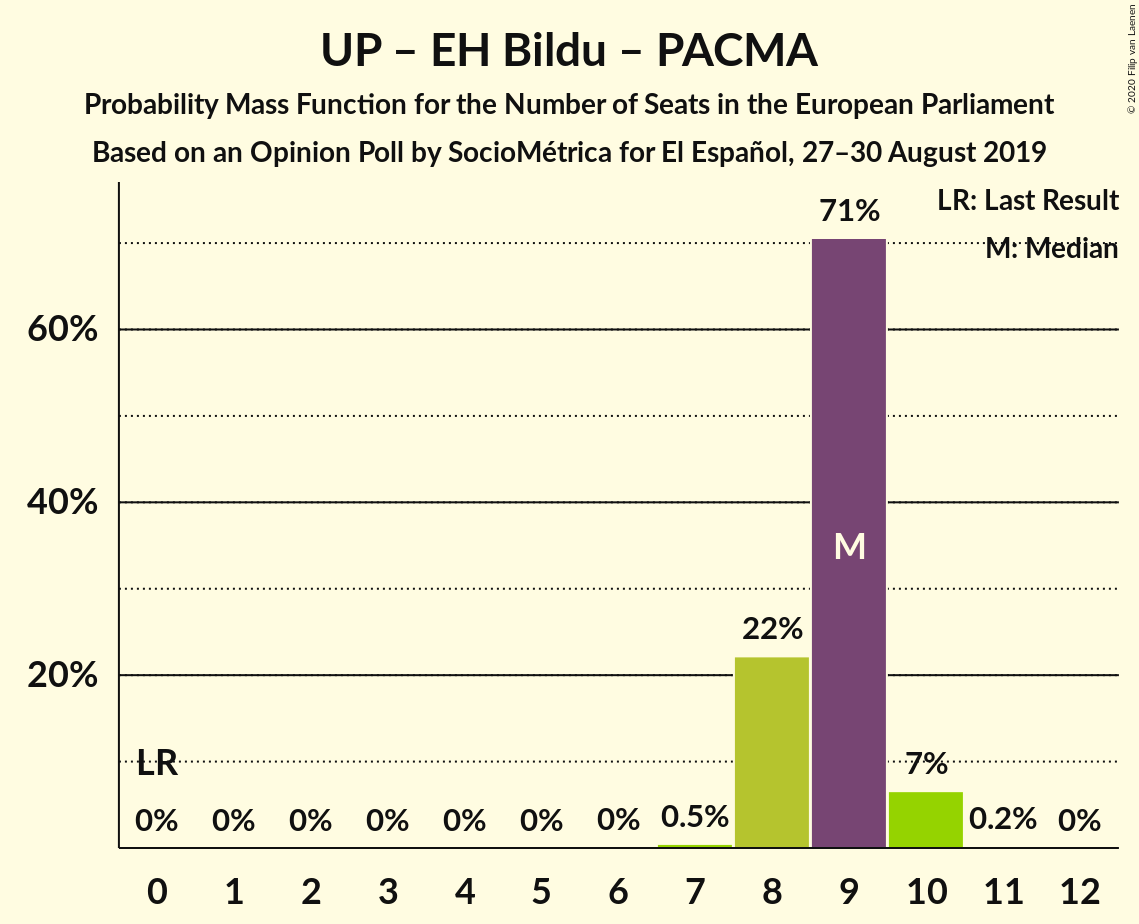 UP – EH Bildu – PACMA
Probability Mass Function for the Number of Seats in the European Parliament
Based on an Opinion Poll by SocioMétrica for El Español, 27–30 August 2019
© 2020 Filip van Laenen
LR: Last Result
M: Median
71%
60%
M
40%
22%
20%
LR
7%
0% 0% 0% 0% 0% 0% 0% 0.5% 0.2% 0%
0 1 2 3 4 5 6 7 8 9 10 11 12